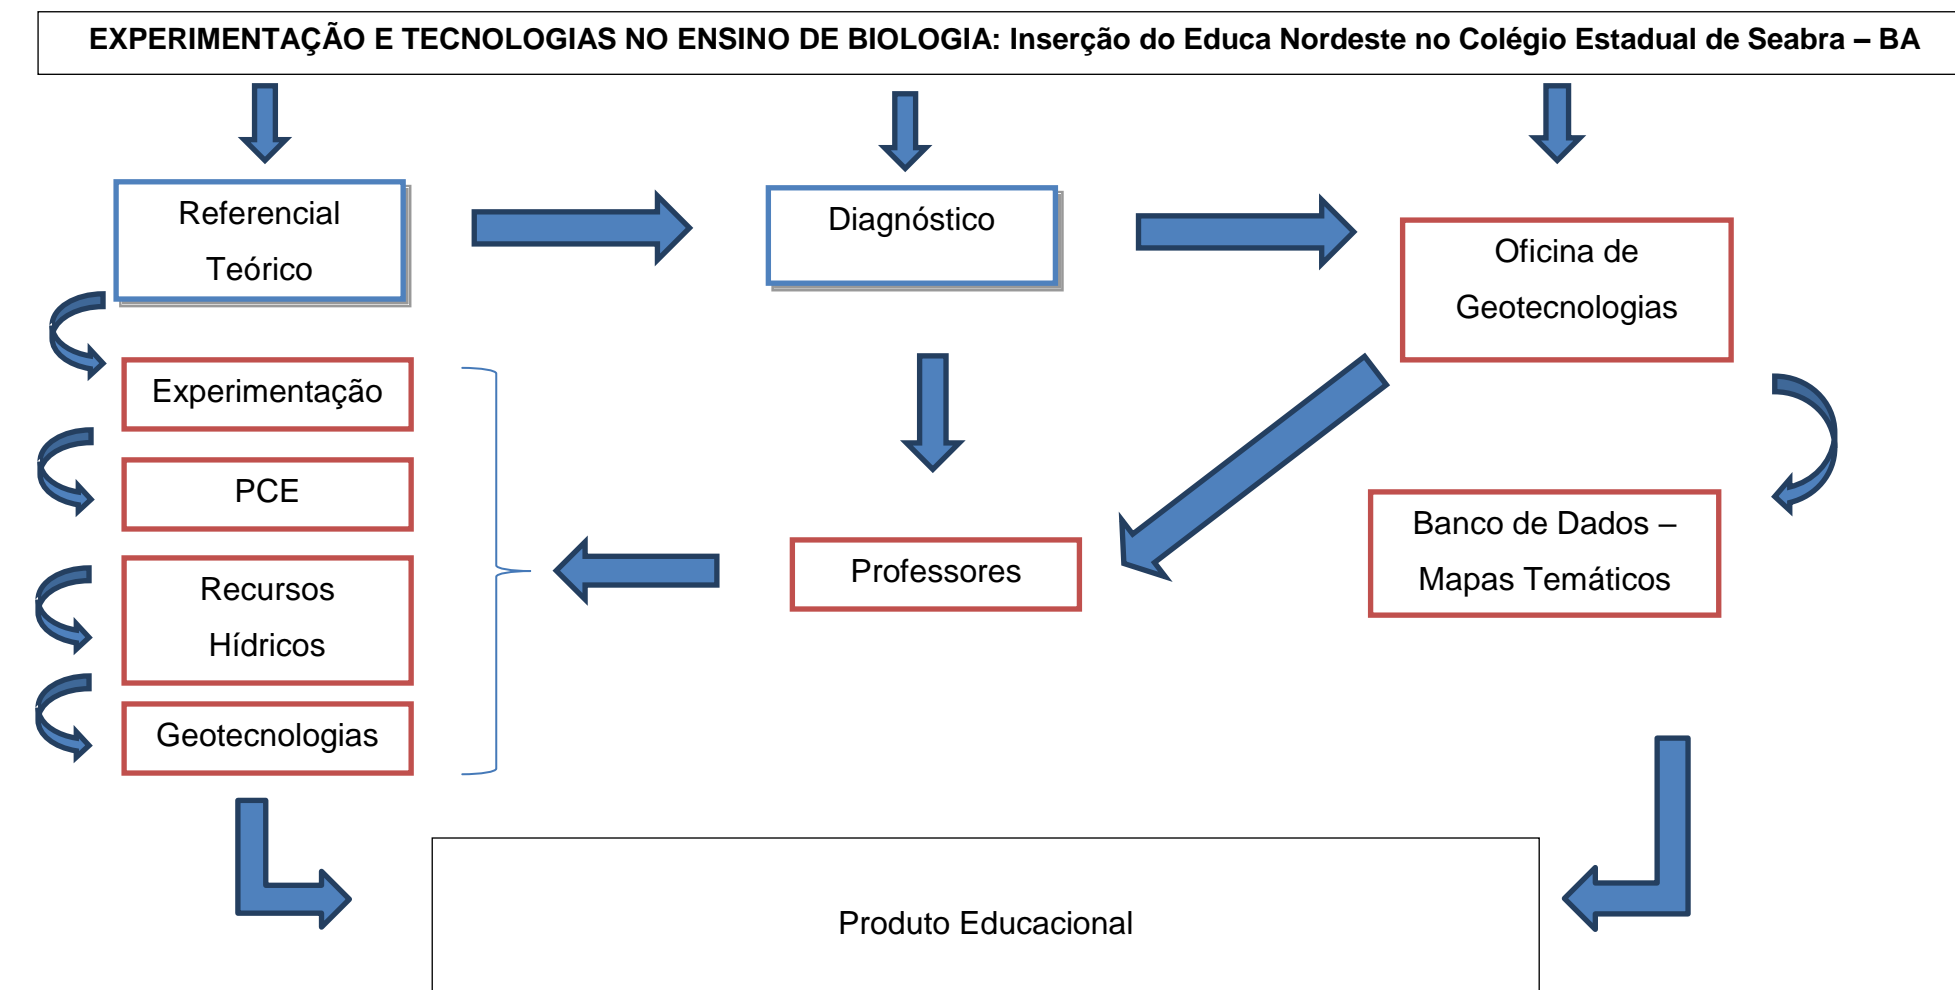 EXPERIMENTAÇÃO E TECNOLOGIAS NO ENSINO DE BIOLOGIA: Inserção do Educa Nordeste no Colégio Estadual de Seabra – BA
Referencial
Teórico
Diagnóstico
Oficina de
Geotecnologias
Experimentação
PCE
Recursos
Hídricos
Geotecnologias
Professores
Banco de Dados –
Mapas Temáticos
Produto Educacional